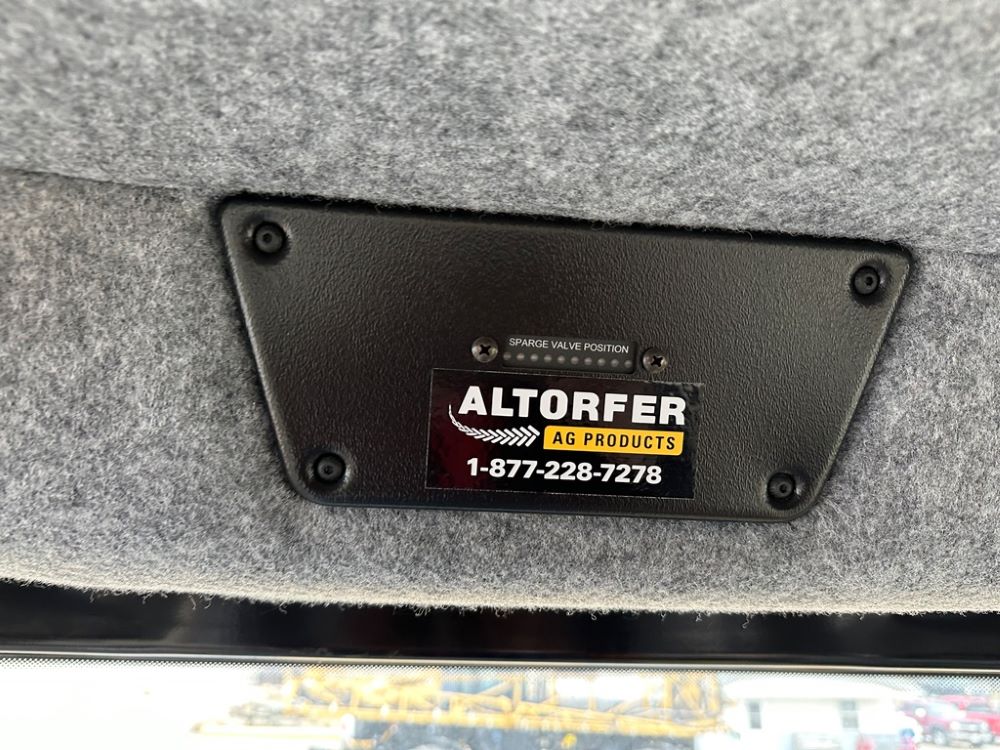 SPARGE VALVE POSITION
ALTORFER
AG PRODUCTS
1-877-228-7278